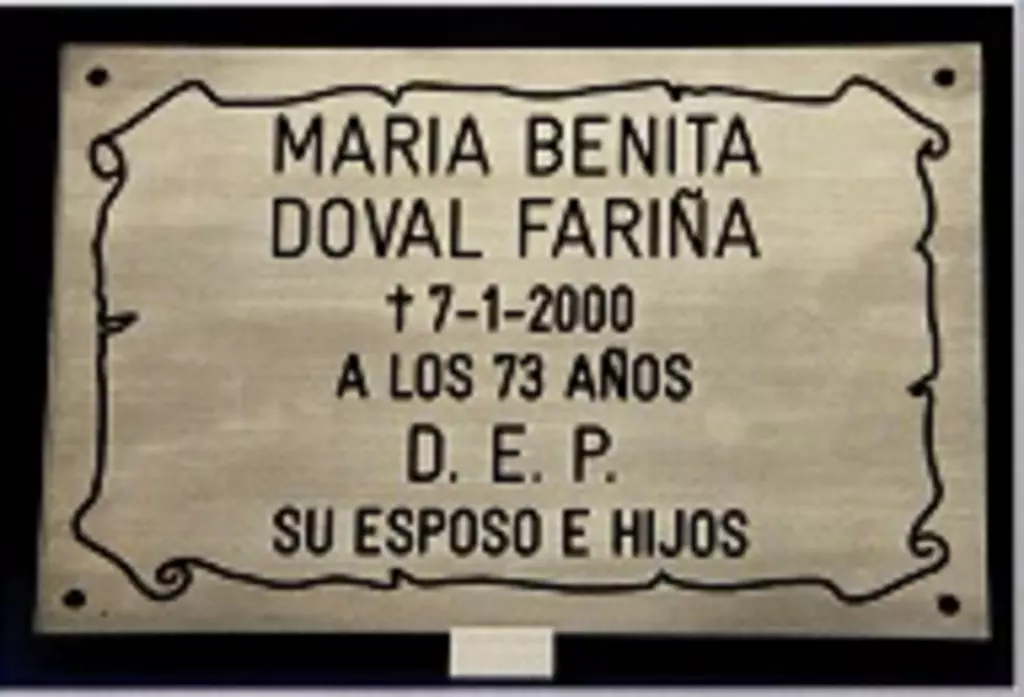 MARIA BENITA
DOVAL FARIÑA
† 7-1-2000
A LOS 73 AÑOS
D. E. P.
SU ESPOSO E HIJOS